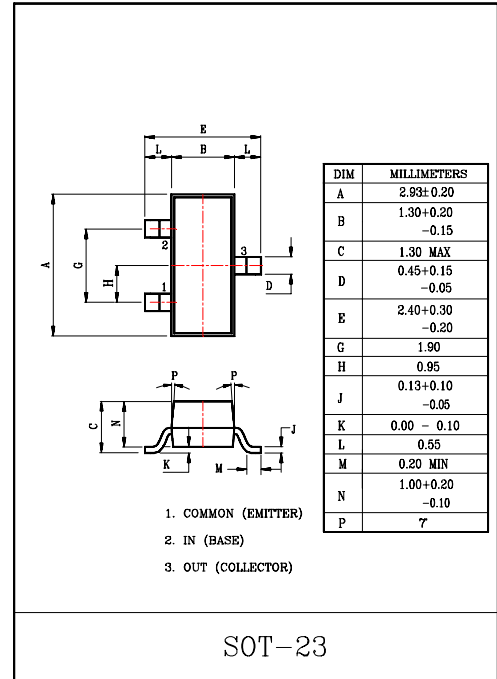 E
L B L
A
G
H
2
3
1
D
DIM MILLIMETERS
A 2.93±0.20
B 1.30+0.20
-0.15
C 1.30 MAX
D 0.45+0.15
-0.05
E 2.40+0.30
-0.20
G 1.90
H 0.95
J 0.13+0.10
-0.05
K 0.00 - 0.10
L 0.55
M 0.20 MIN
N 1.00+0.20
-0.10
P 7°
P P
C
N
J
K
M
1. COMMON (EMITTER)
2. IN (BASE)
3. OUT (COLLECTOR)
SOT-23